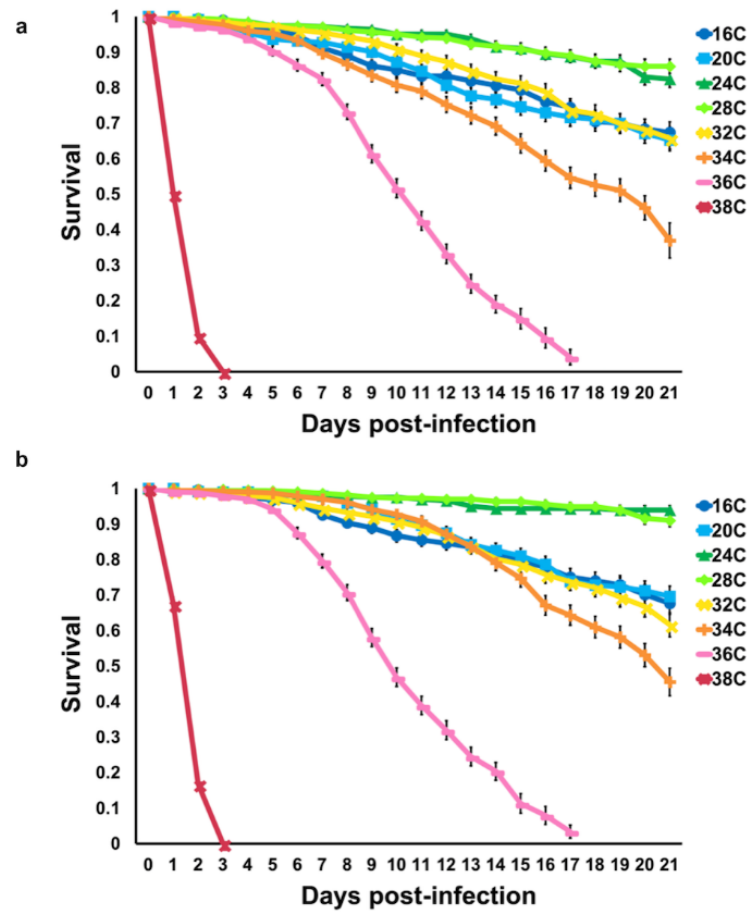 a
1
0.9
0.8
0.7
0.6
0.5
0.4
0.3
0.2
0.1
0
Survival
0 1 2 3 4 5 6 7 8 9 10 11 12 13 14 15 16 17 18 19 20 21
Days post-infection
16C
20C
24C
28C
32C
34C
36C
38C
b
1
0.9
0.8
0.7
0.6
0.5
0.4
0.3
0.2
0.1
0
Survival
0 1 2 3 4 5 6 7 8 9 10 11 12 13 14 15 16 17 18 19 20 21
Days post-infection
16C
20C
24C
28C
32C
34C
36C
38C